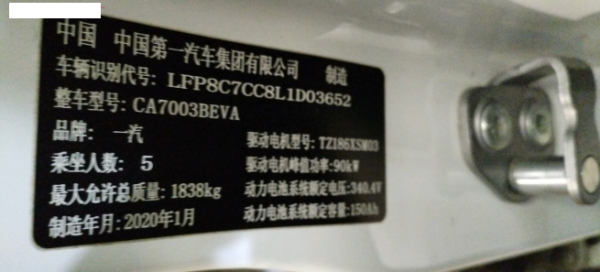 中国 中国第一汽车集团有限公司 制造
车辆识别代号: LFP8C7CC8L1D03652
整车型号: CA7003BEVA
品牌: 一汽 驱动电机型号: TZ186XSM03
乘坐人数: 5 驱动电机峰值功率: 90kW
最大允许总质量: 1838kg 动力电池系统额定电压: 340.4V
制造年月: 2020年1月 动力电池系统额定容量: 150Ah